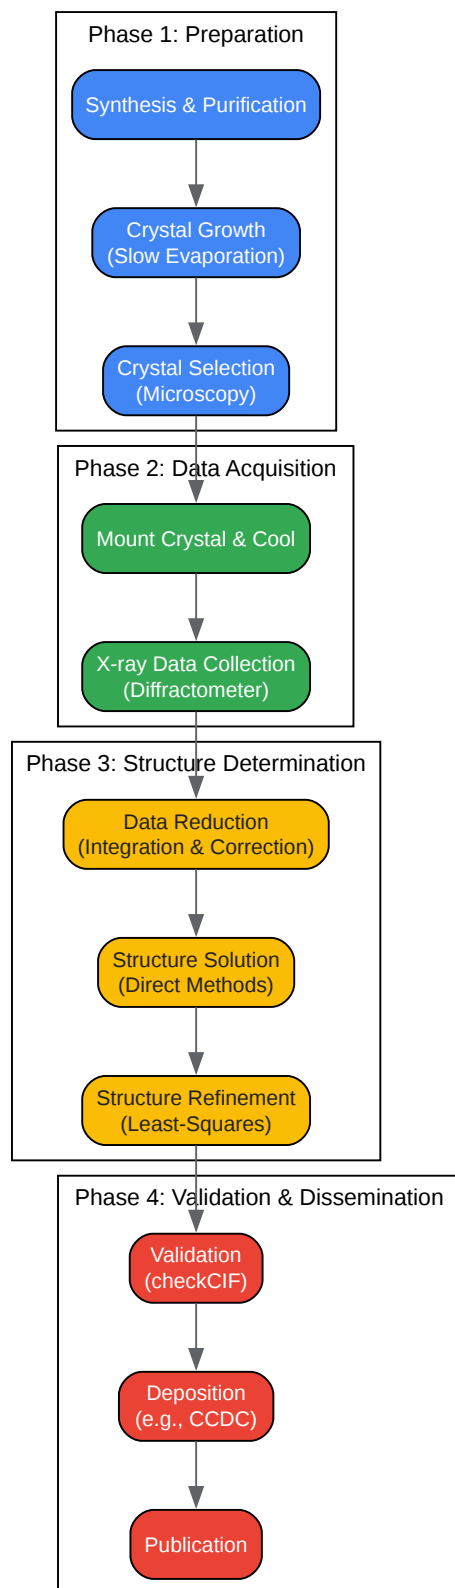 Phase 1: Preparation
Synthesis & Purification
Crystal Growth
(Slow Evaporation)
Crystal Selection
(Microscopy)
Phase 2: Data Acquisition
Mount Crystal & Cool
X-ray Data Collection
(Diffractometer)
Phase 3: Structure Determination
Data Reduction
(Integration & Correction)
Structure Solution
(Direct Methods)
Structure Refinement
(Least-Squares)
Phase 4: Validation & Dissemination
Validation
(checkCIF)
Deposition
(e.g., CCDC)
Publication